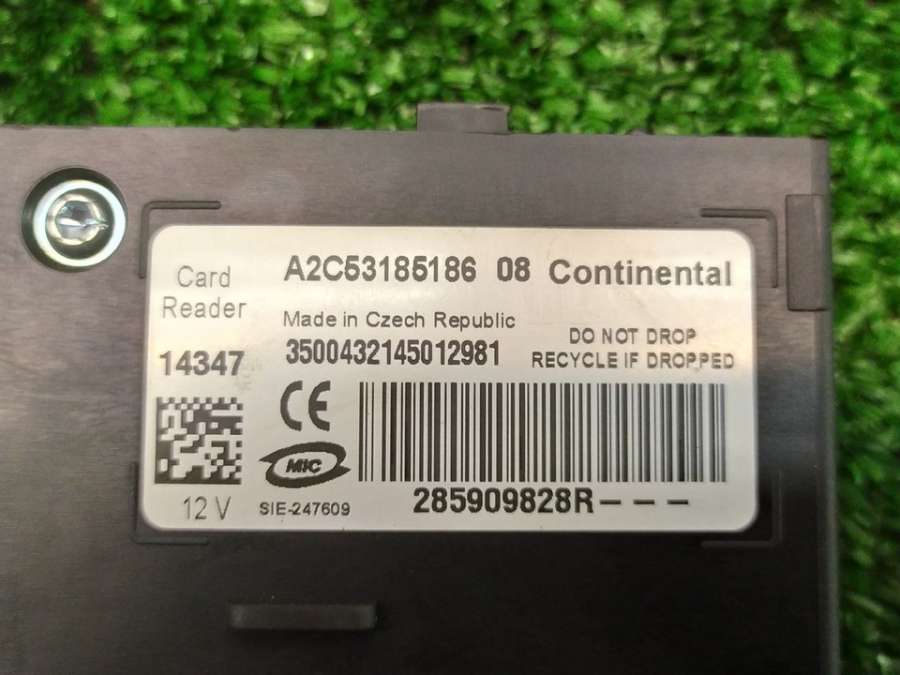 Card
Reader
A2C53185186 08 Continental
Made in Czech Republic
14347
3500432145012981
DO NOT DROP
RECYCLE IF DROPPED
CE
MIC
12 V
SIE-247609
285909828R---